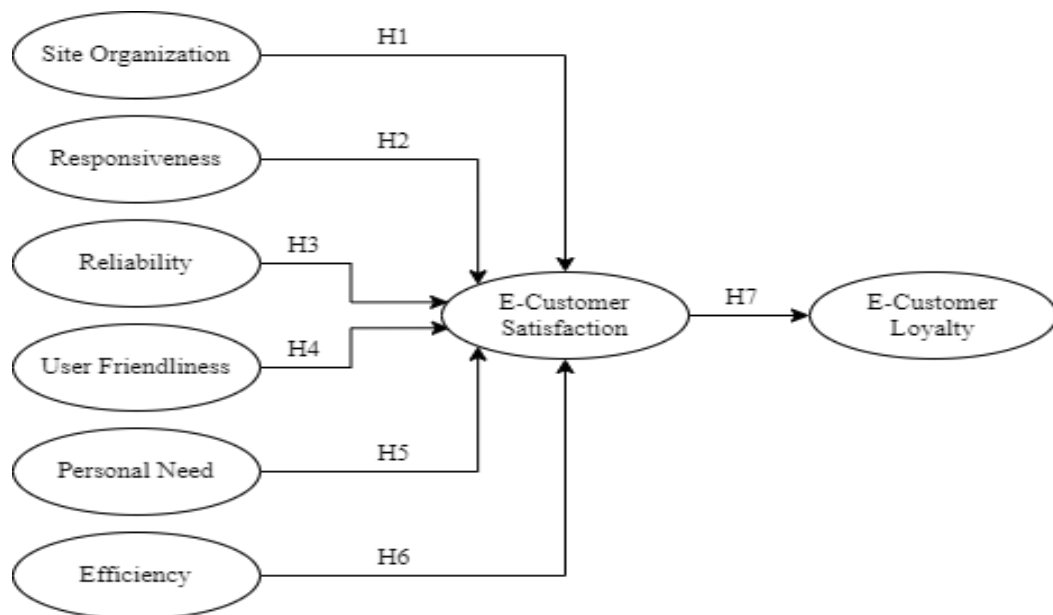 Site Organization
H1
Responsiveness
H2
Reliability
H3
User Friendliness
H4
Personal Need
H5
Efficiency
H6
E-Customer
Satisfaction
H7
E-Customer
Loyalty